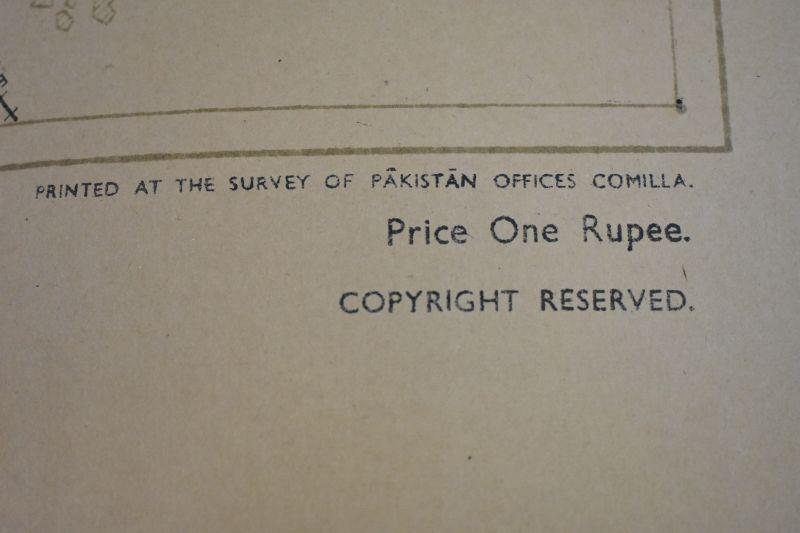 PRINTED AT THE SURVEY OF PĀKISTĀN OFFICES COMILLA.
Price One Rupee.
COPYRIGHT RESERVED.